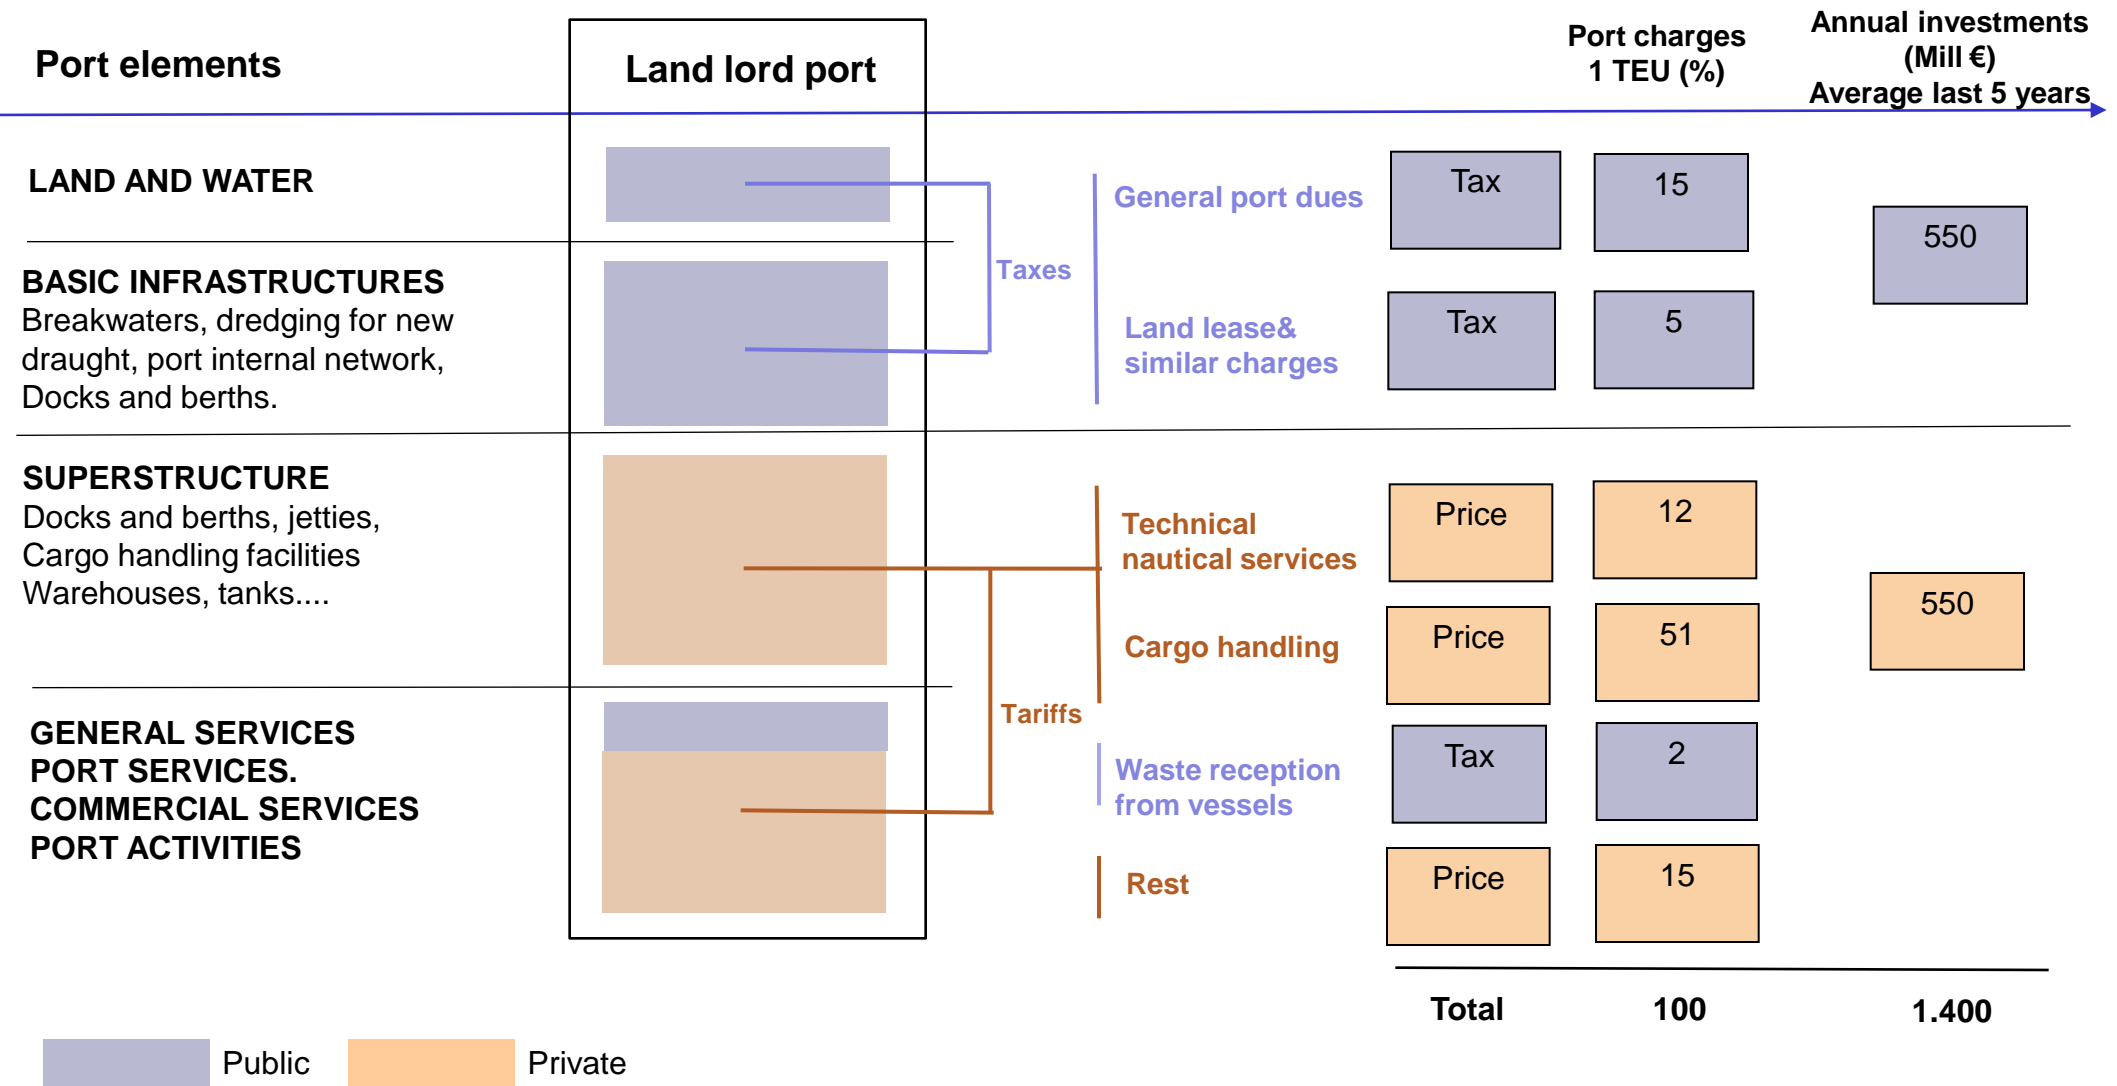 Port elements
Land lord port
Port charges
1 TEU (%)
Annual investments
(Mill €)
Average last 5 years
LAND AND WATER
General port dues
Tax
15
550
Taxes
BASIC INFRASTRUCTURES
Breakwaters, dredging for new
draught, port internal network,
Docks and berths.
Land lease&
similar charges
Tax
5
SUPERSTRUCTURE
Docks and berths, jetties,
Cargo handling facilities
Warehouses, tanks....
Technical
nautical services
Price
12
550
Cargo handling
Price
51
Tariffs
GENERAL SERVICES
PORT SERVICES.
COMMERCIAL SERVICES
PORT ACTIVITIES
Waste reception
from vessels
Tax
2
Rest
Price
15
Total
100
1.400
Public
Private